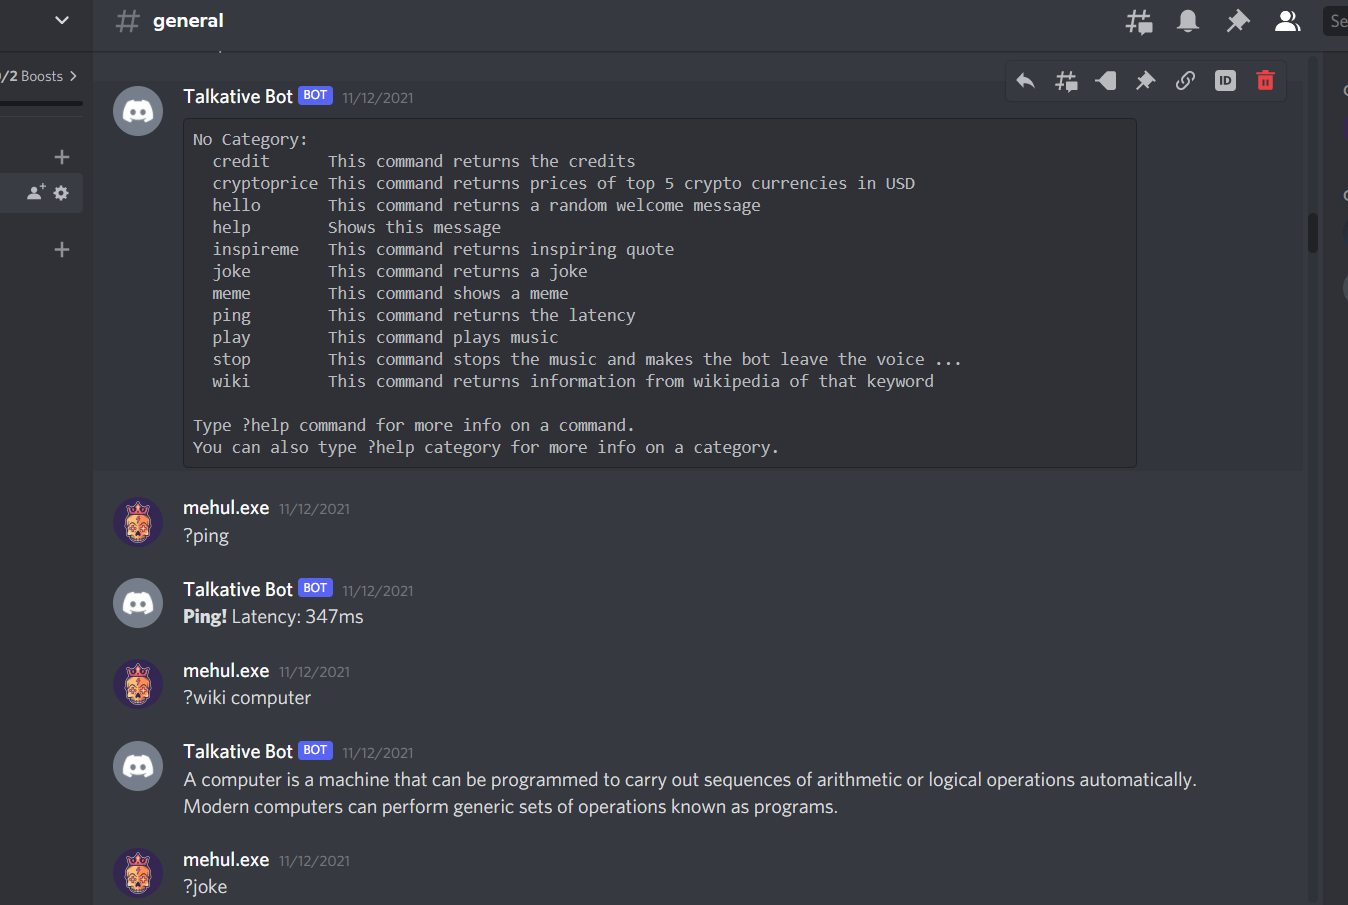 general
/2 Boosts
Se
Talkative Bot BOT 11/12/2021
ID
No Category:
credit This command returns the credits
cryptoprice This command returns prices of top 5 crypto currencies in USD
hello This command returns a random welcome message
help Shows this message
inspireme This command returns inspiring quote
joke This command returns a joke
meme This command shows a meme
ping This command returns the latency
play This command plays music
stop This command stops the music and makes the bot leave the voice ...
wiki This command returns information from wikipedia of that keyword
Type ?help command for more info on a command.
You can also type ?help category for more info on a category.
mehul.exe 11/12/2021
?ping
Talkative Bot BOT 11/12/2021
Ping! Latency: 347ms
mehul.exe 11/12/2021
?wiki computer
Talkative Bot BOT 11/12/2021
A computer is a machine that can be programmed to carry out sequences of arithmetic or logical operations automatically.
Modern computers can perform generic sets of operations known as programs.
mehul.exe 11/12/2021
?joke